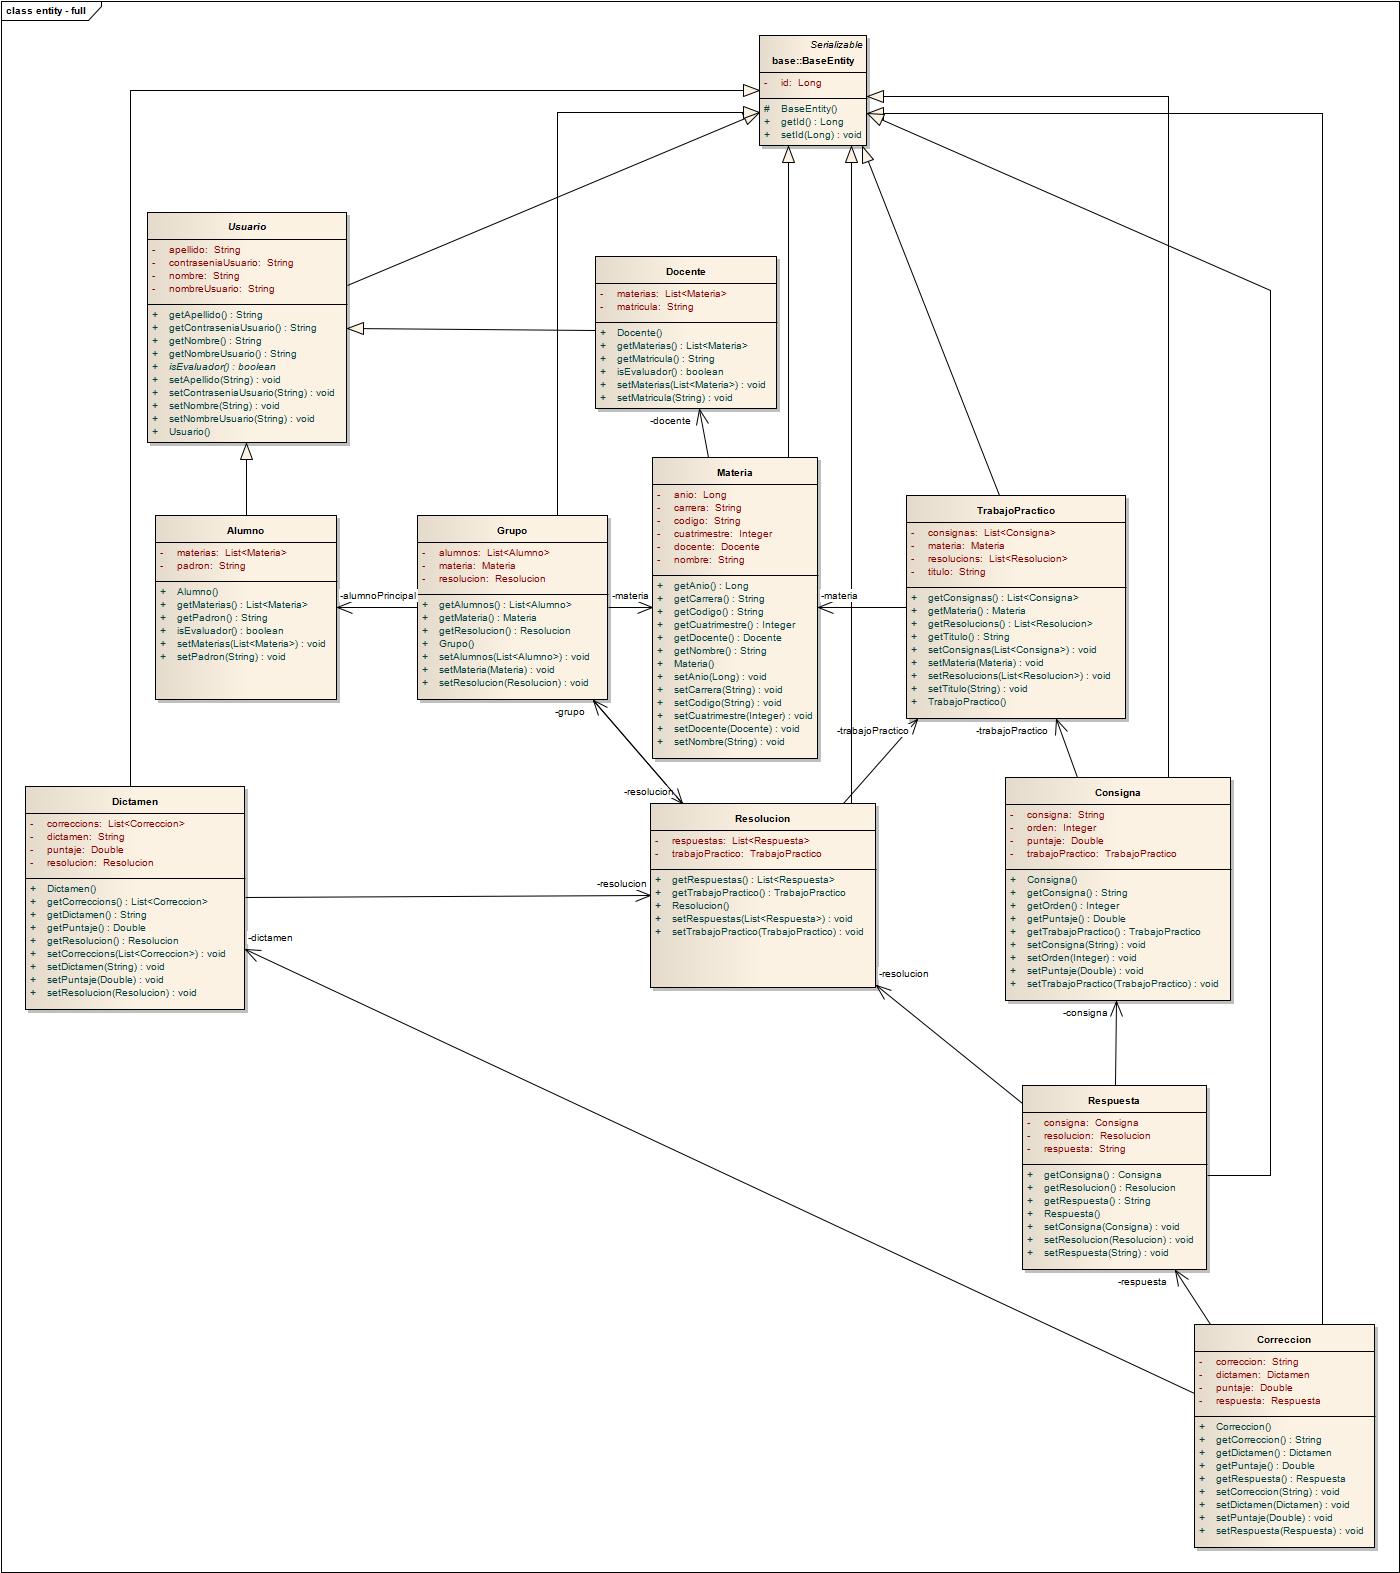 class entity - full
Serializable
base::BaseEntity
- id: Long
# BaseEntity()
+ getId() : Long
+ setId(Long) : void
Usuario
- apellido: String
- contraseniaUsuario: String
- nombre: String
- nombreUsuario: String
+ getApellido() : String
+ getContraseniaUsuario() : String
+ getNombre() : String
+ getNombreUsuario() : String
+ isEvaluador() : boolean
+ setApellido(String) : void
+ setContraseniaUsuario(String) : void
+ setNombre(String) : void
+ setNombreUsuario(String) : void
+ Usuario()
Docente
- materias: List<Materia>
- matricula: String
+ Docente()
+ getMaterias() : List<Materia>
+ getMatricula() : String
+ isEvaluador() : boolean
+ setMaterias(List<Materia>) : void
+ setMatricula(String) : void
-docente
Alumno
- materias: List<Materia>
- padron: String
+ Alumno()
+ getMaterias() : List<Materia>
+ getPadron() : String
+ isEvaluador() : boolean
+ setMaterias(List<Materia>) : void
+ setPadron(String) : void
-alumnoPrincipal
Grupo
- alumnos: List<Alumno>
- materia: Materia
- resolucion: Resolucion
+ getAlumnos() : List<Alumno>
+ getMateria() : Materia
+ getResolucion() : Resolucion
+ Grupo()
+ setAlumnos(List<Alumno>) : void
+ setMateria(Materia) : void
+ setResolucion(Resolucion) : void
-materia
Materia
- anio: Long
- carrera: String
- codigo: String
- cuatrimestre: Integer
- docente: Docente
- nombre: String
+ getAnio() : Long
+ getCarrera() : String
+ getCodigo() : String
+ getCuatrimestre() : Integer
+ getDocente() : Docente
+ getNombre() : String
+ Materia()
+ setAnio(Long) : void
+ setCarrera(String) : void
+ setCodigo(String) : void
+ setCuatrimestre(Integer) : void
+ setDocente(Docente) : void
+ setNombre(String) : void
-materia
TrabajoPractico
- consignas: List<Consigna>
- materia: Materia
- resolucions: List<Resolucion>
- titulo: String
+ getConsignas() : List<Consigna>
+ getMateria() : Materia
+ getResolucions() : List<Resolucion>
+ getTitulo() : String
+ setConsignas(List<Consigna>) : void
+ setMateria(Materia) : void
+ setResolucions(List<Resolucion>) : void
+ setTitulo(String) : void
+ TrabajoPractico()
-grupo
-trabajoPractico
-trabajoPractico
-resolucion
Dictamen
- correccions: List<Correccion>
- dictamen: String
- puntaje: Double
- resolucion: Resolucion
+ Dictamen()
+ getCorreccions() : List<Correccion>
+ getDictamen() : String
+ getPuntaje() : Double
+ getResolucion() : Resolucion
+ setCorreccions(List<Correccion>) : void
+ setDictamen(String) : void
+ setPuntaje(Double) : void
+ setResolucion(Resolucion) : void
-resolucion
-dictamen
Resolucion
- respuestas: List<Respuesta>
- trabajoPractico: TrabajoPractico
+ getRespuestas() : List<Respuesta>
+ getTrabajoPractico() : TrabajoPractico
+ Resolucion()
+ setRespuestas(List<Respuesta>) : void
+ setTrabajoPractico(TrabajoPractico) : void
-resolucion
Consigna
- consigna: String
- orden: Integer
- puntaje: Double
- trabajoPractico: TrabajoPractico
+ Consigna()
+ getConsigna() : String
+ getOrden() : Integer
+ getPuntaje() : Double
+ getTrabajoPractico() : TrabajoPractico
+ setConsigna(String) : void
+ setOrden(Integer) : void
+ setPuntaje(Double) : void
+ setTrabajoPractico(TrabajoPractico) : void
-consigna
Respuesta
- consigna: Consigna
- resolucion: Resolucion
- respuesta: String
+ getConsigna() : Consigna
+ getResolucion() : Resolucion
+ getRespuesta() : String
+ Respuesta()
+ setConsigna(Consigna) : void
+ setResolucion(Resolucion) : void
+ setRespuesta(String) : void
-respuesta
Correccion
- correccion: String
- dictamen: Dictamen
- puntaje: Double
- respuesta: Respuesta
+ Correccion()
+ getCorreccion() : String
+ getDictamen() : Dictamen
+ getPuntaje() : Double
+ getRespuesta() : Respuesta
+ setCorreccion(String) : void
+ setDictamen(Dictamen) : void
+ setPuntaje(Double) : void
+ setRespuesta(Respuesta) : void